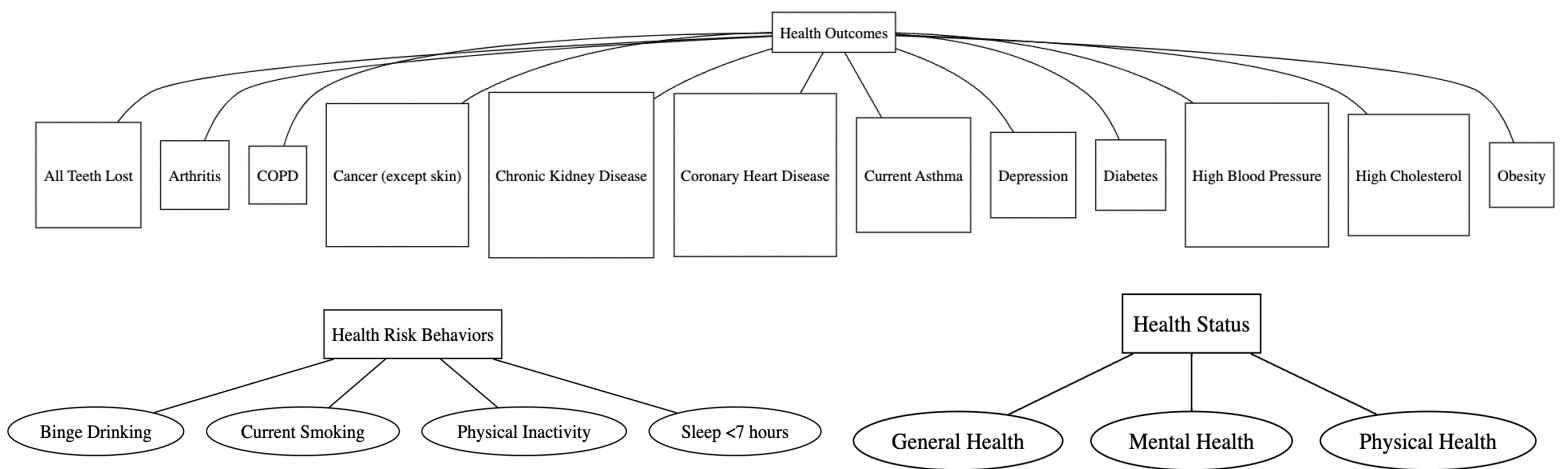 Health Outcomes
All Teeth Lost
Arthritis
COPD
Cancer (except skin)
Chronic Kidney Disease
Coronary Heart Disease
Current Asthma
Depression
Diabetes
High Blood Pressure
High Cholesterol
Obesity
Health Risk Behaviors
Binge Drinking
Current Smoking
Physical Inactivity
Sleep <7 hours
Health Status
General Health
Mental Health
Physical Health